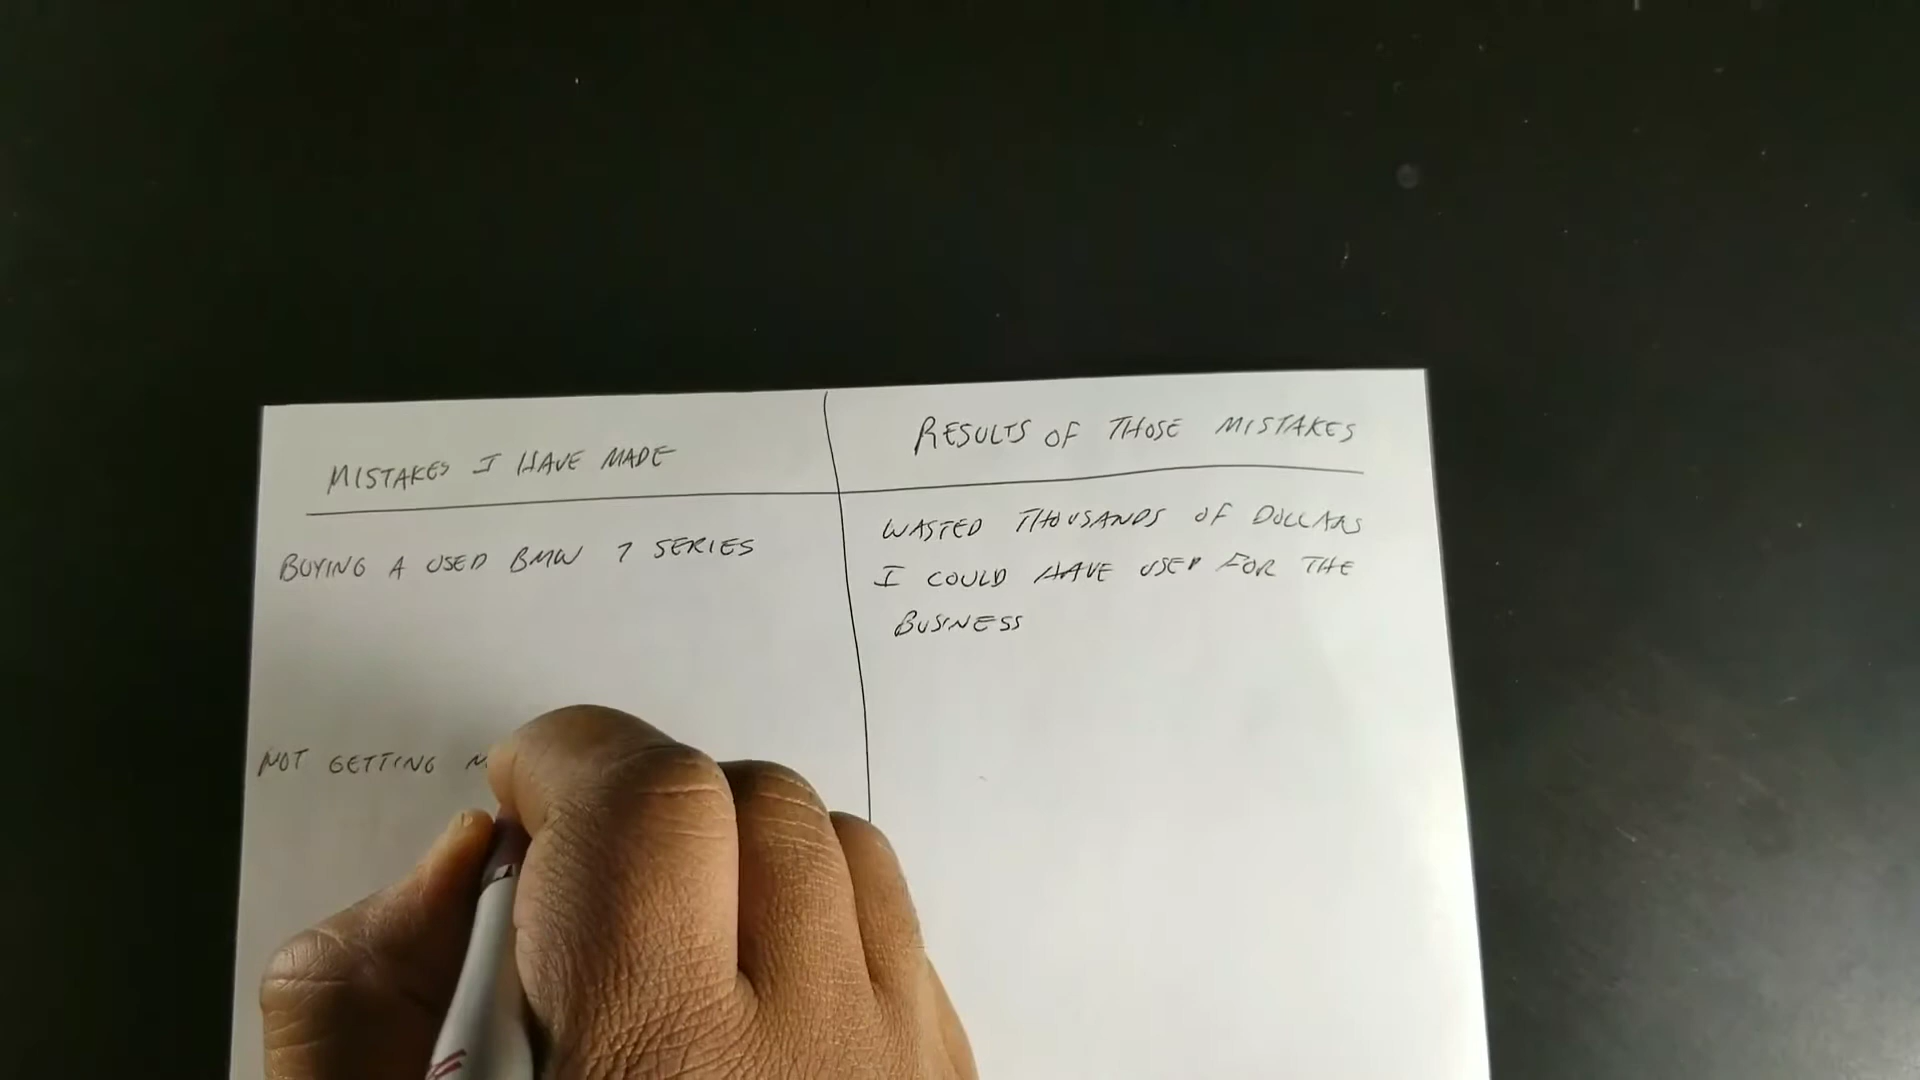 MISTAKES I HAVE MADE
RESULTS OF THOSE MISTAKES
BUYING A USED BMW 7 SERIES
WASTED THOUSANDS OF DOLLARS
I COULD HAVE USED FOR THE
BUSINESS
NOT GETTING